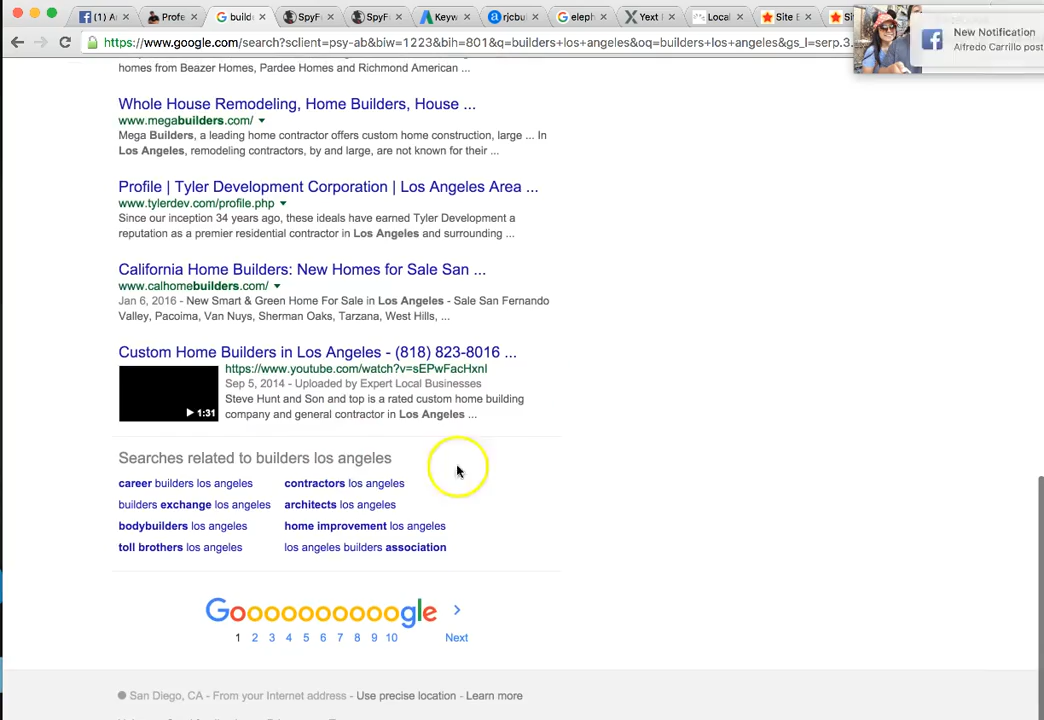 A
Profe
build
SpyF
SpyF
Keyw
rjcbu
eleph
Yext
Local
Site E
New Notification
Alfredo Carrillo post
https://www.google.com/search?sclient=psy-ab&biw=1223&bih=801&q=builders+los+angeles&oq=builders+los+angeles&gs_l=serp.3.
homes from Beazer Homes, Pardee Homes and Richmond American ...
Whole House Remodeling, Home Builders, House ...
www.megabuilders.com/
Mega Builders, a leading home contractor offers custom home construction, large ... In
Los Angeles, remodeling contractors, by and large, are not known for their ...
Profile | Tyler Development Corporation | Los Angeles Area ...
www.tylerdev.com/profile.php
Since our inception 34 years ago, these ideals have earned Tyler Development a
reputation as a premier residential contractor in Los Angeles and surrounding ...
California Home Builders: New Homes for Sale San ...
www.calhomebuilders.com/
Jan 6, 2016 - New Smart & Green Home For Sale in Los Angeles - Sale San Fernando
Valley, Pacoima, Van Nuys, Sherman Oaks, Tarzana, West Hills, ...
Custom Home Builders in Los Angeles - (818) 823-8016 ...
https://www.youtube.com/watch?v=sEPwFacHxnI
Sep 5, 2014 - Uploaded by Expert Local Businesses
Steve Hunt and Son and top is a rated custom home building
1:31
company and general contractor in Los Angeles ...
Searches related to builders los angeles
career builders los angeles
contractors los angeles
builders exchange los angeles
architects los angeles
bodybuilders los angeles
home improvement los angeles
toll brothers los angeles
los angeles builders association
Goooooooooogle >
1 2 3 4 5 6 7 8 9 10 Next
San Diego, CA - From your Internet address - Use precise location - Learn more